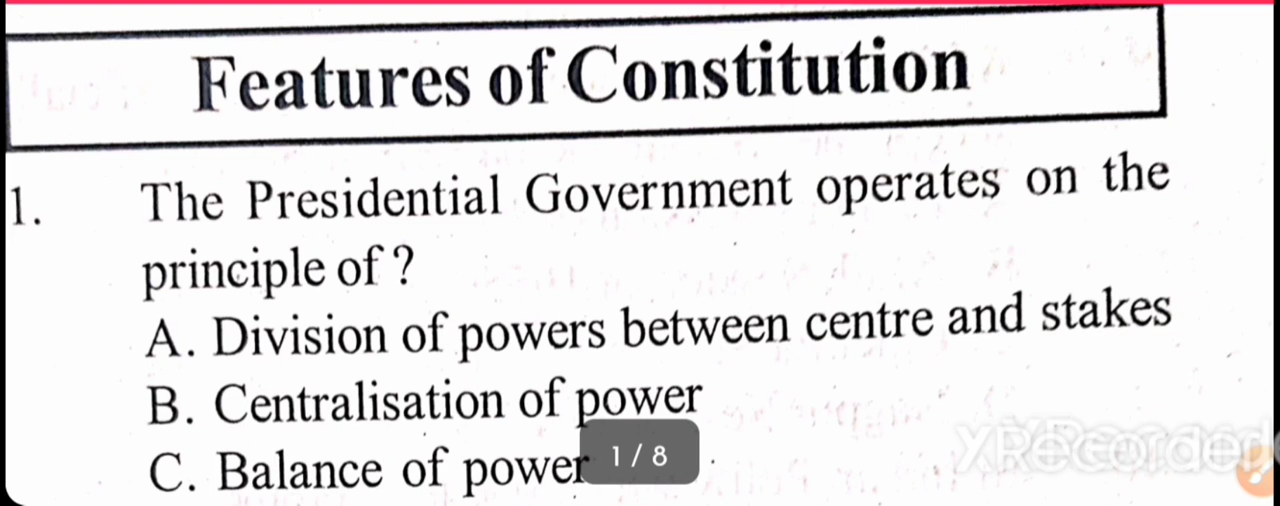 Features of Constitution
1. The Presidential Government operates on the
principle of ?
A. Division of powers between centre and stakes
B. Centralisation of power
C. Balance of power
1 / 8
XRecorder